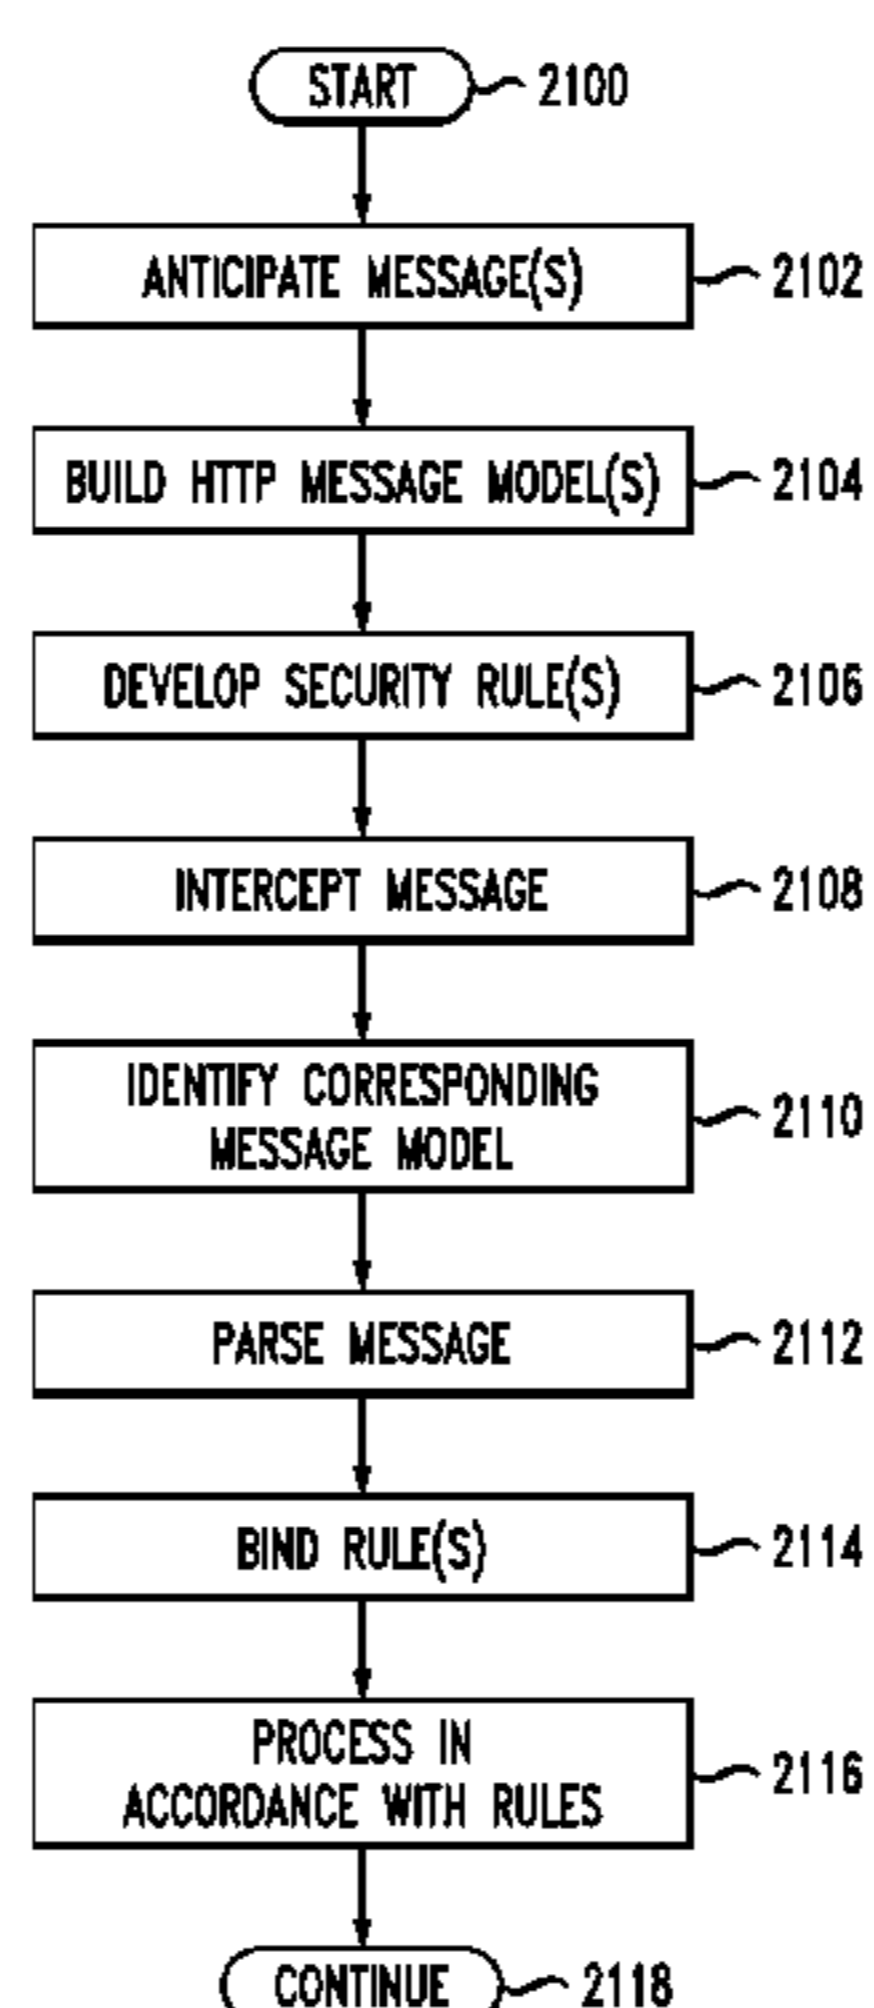 START 2100
ANTICIPATE MESSAGE(S) 2102
BUILD HTTP MESSAGE MODEL(S) 2104
DEVELOP SECURITY RULE(S) 2106
INTERCEPT MESSAGE 2108
IDENTIFY CORRESPONDING
MESSAGE MODEL 2110
PARSE MESSAGE 2112
BIND RULE(S) 2114
PROCESS IN
ACCORDANCE WITH RULES 2116
CONTINUE 2118